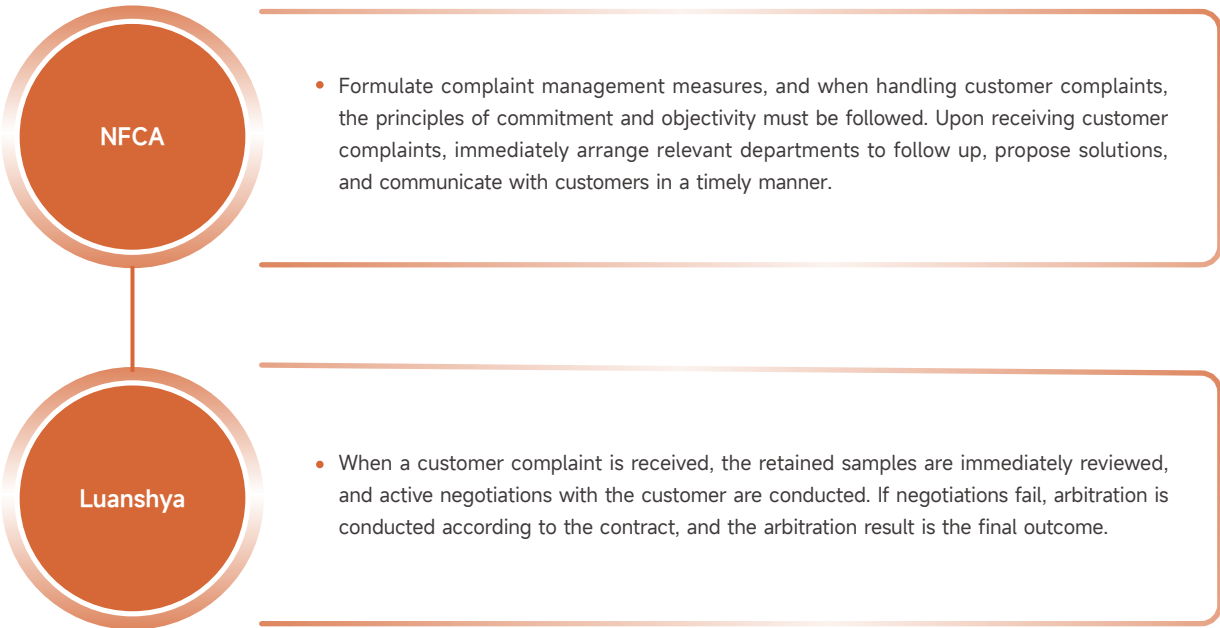 NFCA
• Formulate complaint management measures, and when handling customer complaints,
the principles of commitment and objectivity must be followed. Upon receiving customer
complaints, immediately arrange relevant departments to follow up, propose solutions,
and communicate with customers in a timely manner.
Luanshya
• When a customer complaint is received, the retained samples are immediately reviewed,
and active negotiations with the customer are conducted. If negotiations fail, arbitration is
conducted according to the contract, and the arbitration result is the final outcome.